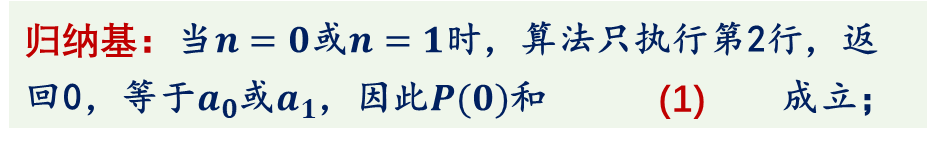 归纳基：当n = 0或n = 1时，算法只执行第2行，返
回0，等于a₀或a₁，因此P(0)和 (1) 成立；